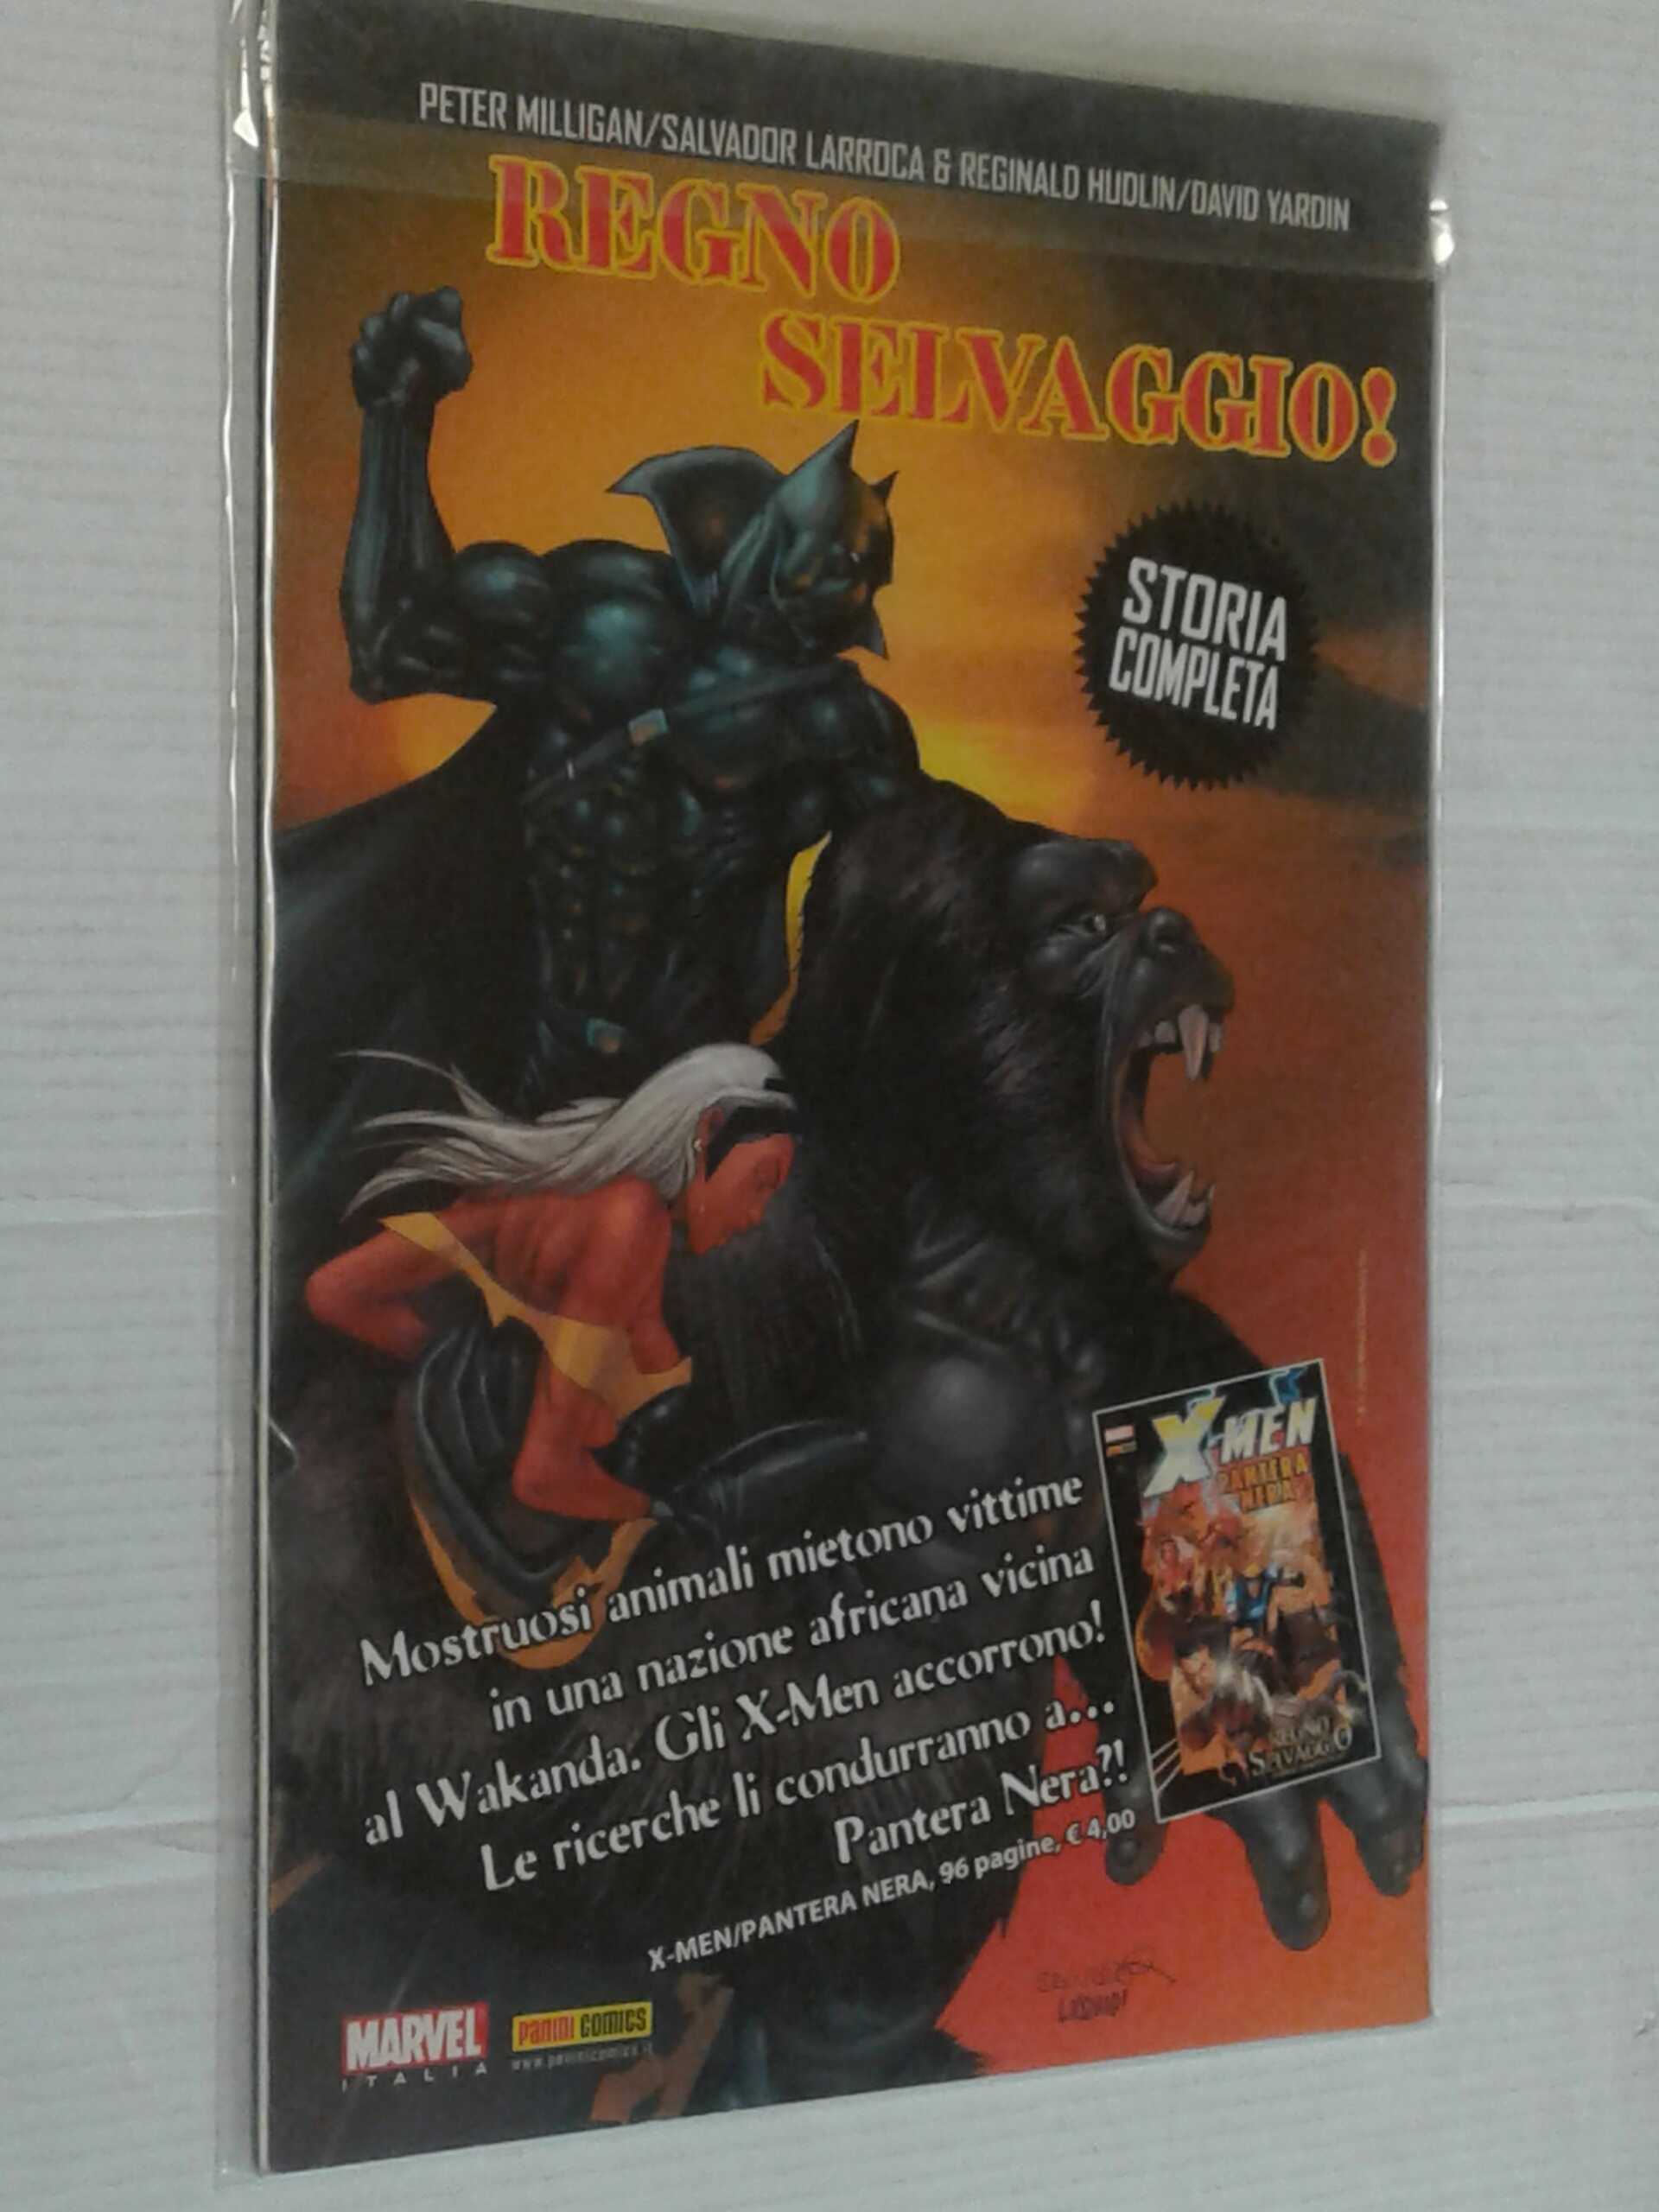 PETER MILLIGAN/SALVADOR LARROCA & REGINALD HUDLIN/DAVID YARDIN
REGNO
SELVAGGIO!
STORIA
COMPLETA
X-MEN
PANTERA
NERA
REGNO
SELVAGGIO
Mostruosi animali mietono vittime
in una nazione africana vicina
al Wakanda. Gli X-Men accorrono!
Le ricerche li condurranno a...
Pantera Nera?!
X-MEN/PANTERA NERA, 96 pagine, € 4,00
MARVEL
ITALIA
PANINI COMICS
www.paninicomics.it